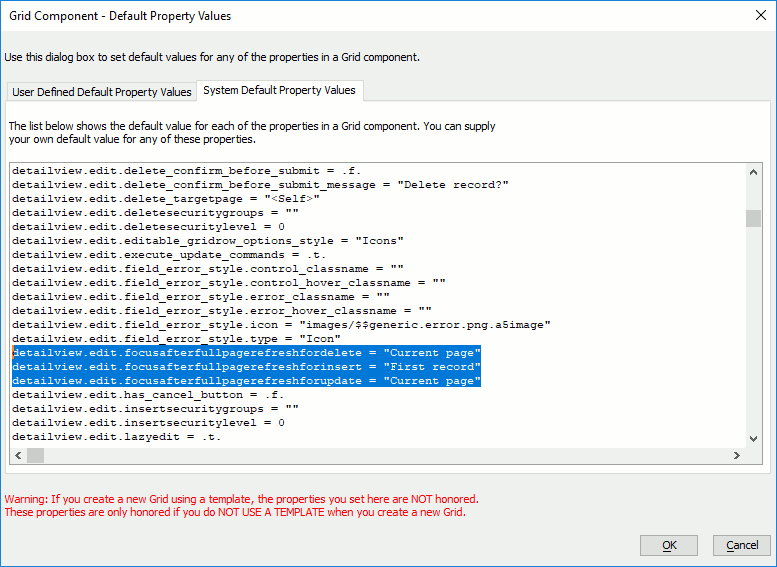 Grid Component - Default Property Values
Use this dialog box to set default values for any of the properties in a Grid component.
User Defined Default Property Values
System Default Property Values
The list below shows the default value for each of the properties in a Grid component. You can supply
your own default value for any of these properties.
detailview.edit.delete_confirm_before_submit = .f.
detailview.edit.delete_confirm_before_submit_message = "Delete record?"
detailview.edit.delete_targetpage = "<Self>"
detailview.edit.deletesecuritygroups = ""
detailview.edit.deletesecuritylevel = 0
detailview.edit.editable_gridrow_options_style = "Icons"
detailview.edit.execute_update_commands = .t.
detailview.edit.field_error_style.control_classname = ""
detailview.edit.field_error_style.control_hover_classname = ""
detailview.edit.field_error_style.error_classname = ""
detailview.edit.field_error_style.error_hover_classname = ""
detailview.edit.field_error_style.icon = "images/$$generic.error.png.a5image"
detailview.edit.field_error_style.type = "Icon"
detailview.edit.focusafterfullpagerefreshfordelete = "Current page"
detailview.edit.focusafterfullpagerefreshforinsert = "First record"
detailview.edit.focusafterfullpagerefreshforupdate = "Current page"
detailview.edit.has_cancel_button = .f.
detailview.edit.insertsecuritygroups = ""
detailview.edit.insertsecuritylevel = 0
detailview.edit.lazyedit = .t.
Warning: If you create a new Grid using a template, the properties you set here are NOT honored.
These properties are only honored if you do NOT USE A TEMPLATE when you create a new Grid.
OK
Cancel